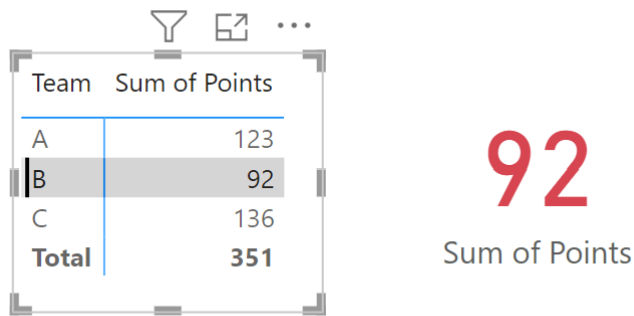 Team Sum of Points
A 123
B 92
C 136
Total 351
92
Sum of Points